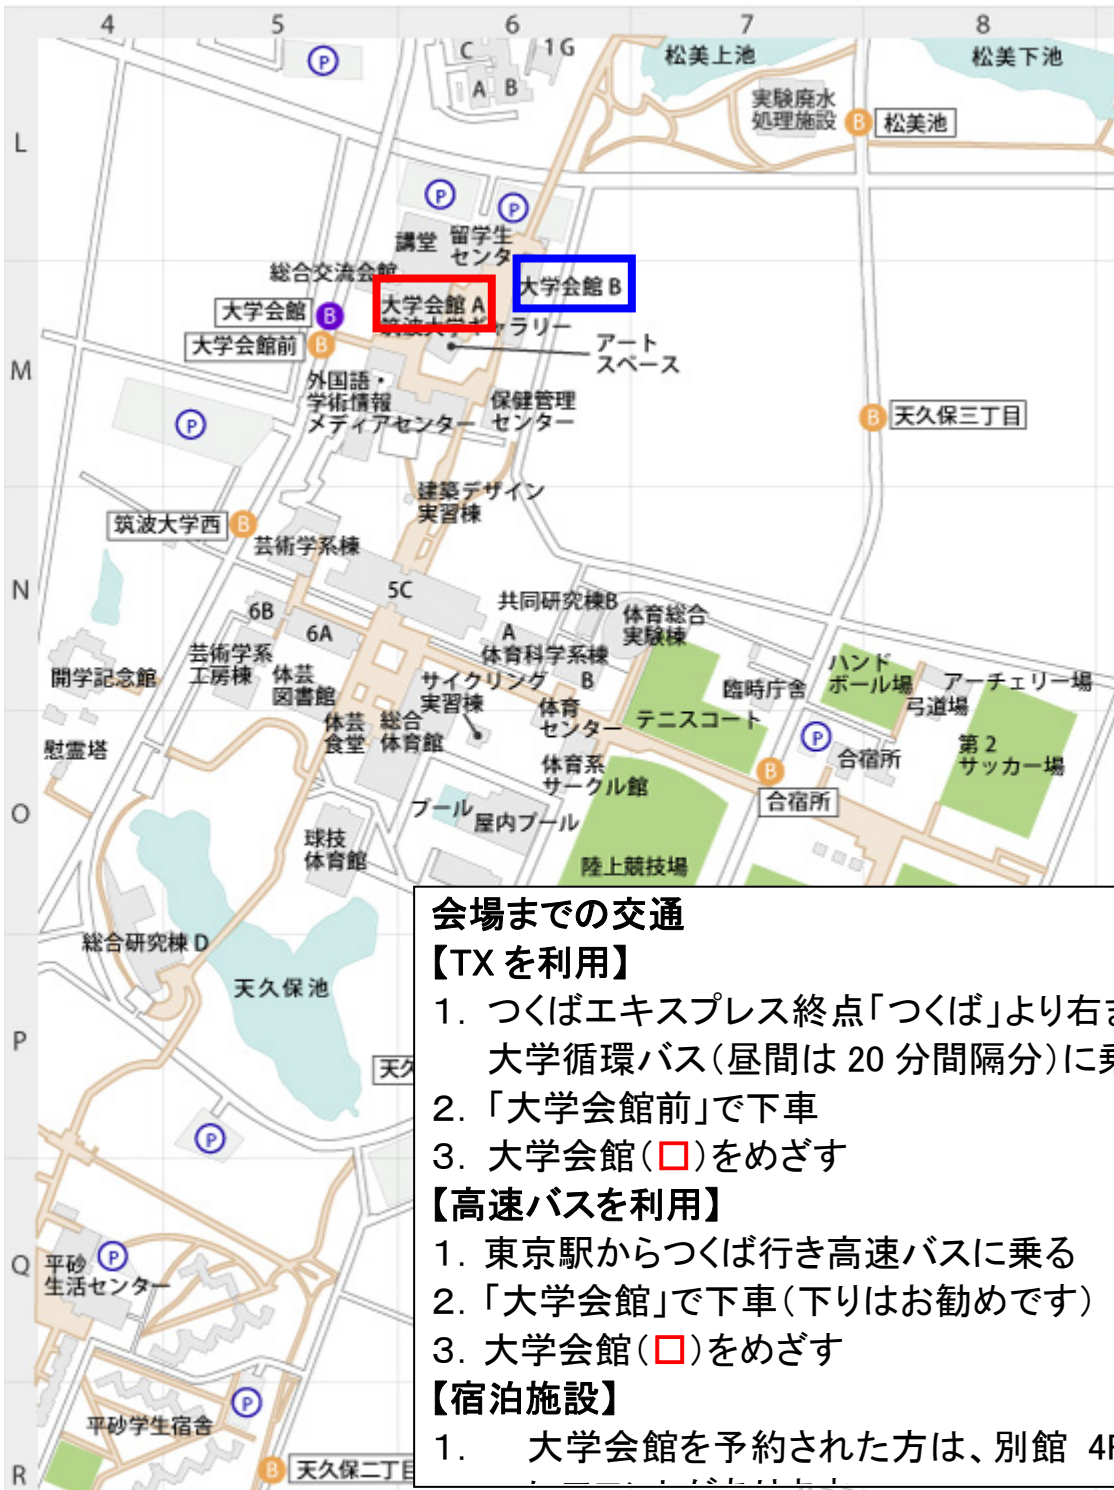 4 5 6 7 8
C
1G
A
B
松美上池
松美下池
実験廃水
処理施設
B
松美池
L
P
P
P
講堂
留学生
センタ
総合交流会館
大学会館 A
大学会館 B
大学会館
B
大学会館前
B
筑波大学ギャラリー
アート
スペース
M
外国語・
学術情報
メディアセンター
保健管理
センター
P
B
天久保三丁目
建築デザイン
実習棟
筑波大学西
B
芸術学系棟
N
5C
6B
6A
共同研究棟B
A
体育科学系棟
B
体育総合
実験棟
芸術学系
工房棟
体芸
図書館
開学記念館
サイクリング
実習棟
臨時庁舎
ハンド
ボール場
アーチェリー場
弓道場
慰霊塔
体芸
食堂
総合
体育館
体育
センター
テニスコート
P
合宿所
第2
サッカー場
体育系
サークル館
B
合宿所
O
プール
屋内プール
球技
体育館
陸上競技場
総合研究棟 D
天久保池
P
天久
P
Q
平砂
生活センター
P
平砂学生宿舎
P
R
B
天久保二丁目
会場までの交通
【TX を利用】
1. つくばエキスプレス終点「つくば」より右
大学循環バス(昼間は 20 分間隔分)に
2. 「大学会館前」で下車
3. 大学会館(□)をめざす
【高速バスを利用】
1. 東京駅からつくば行き高速バスに乗る
2. 「大学会館」で下車(下りはお勧めです)
3. 大学会館(□)をめざす
【宿泊施設】
1. 大学会館を予約された方は、別館 4F